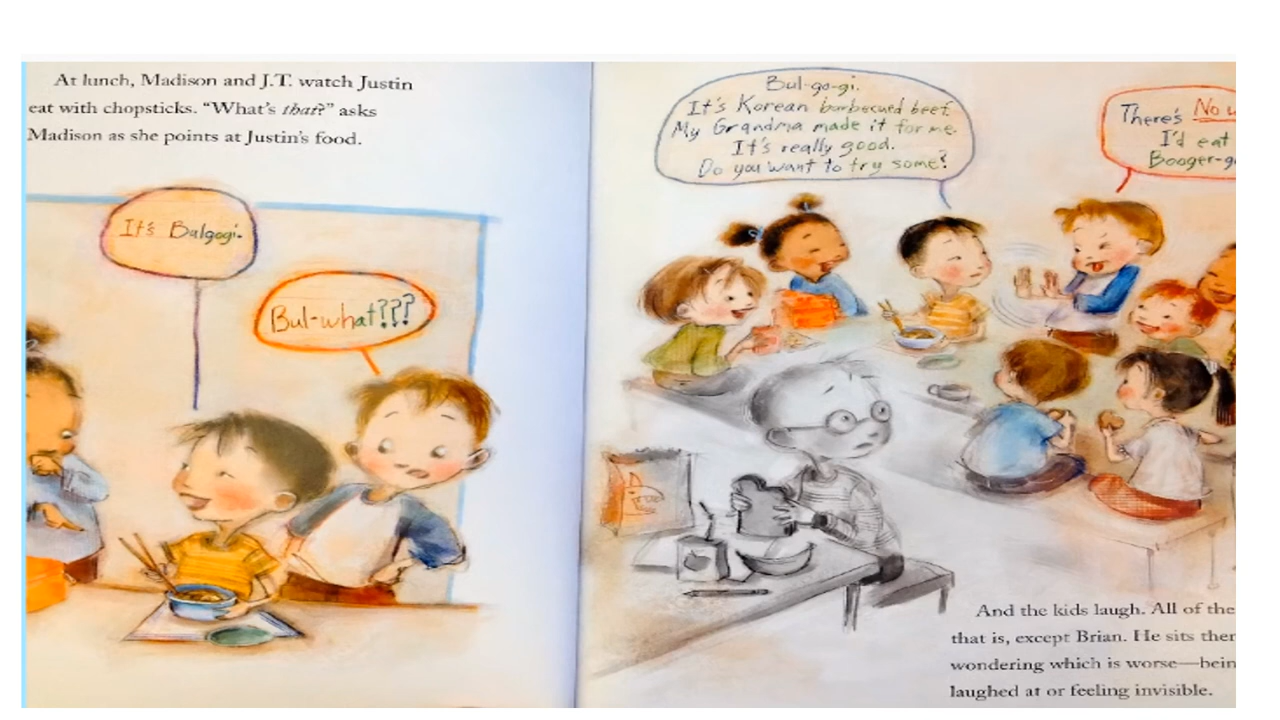 At lunch, Madison and J.T. watch Justin
eat with chopsticks. "What's that?" asks
Madison as she points at Justin's food.
It's Bulgogi.
Bul-what???
Bul-go-gi.
It's Korean barbecued beef.
My Grandma made it for me.
It's really good.
Do you want to try some?
There's No
I'd eat
Booger-g
And the kids laugh. All of the
that is, except Brian. He sits ther
wondering which is worse—bein
laughed at or feeling invisible.